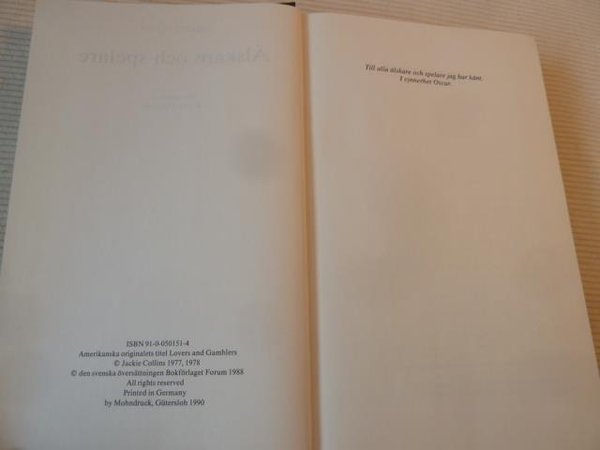 ISBN 91-0-050151-4
Amerikanska originalets titel Lovers and Gamblers
© Jackie Collins 1977, 1978
© den svenska översättningen Bokförlaget Forum 1988
All rights reserved
Printed in Germany
by Mohndruck, Gütersloh 1990
Till alla älskare och spelare jag har känt.
I synnerhet Oscar.